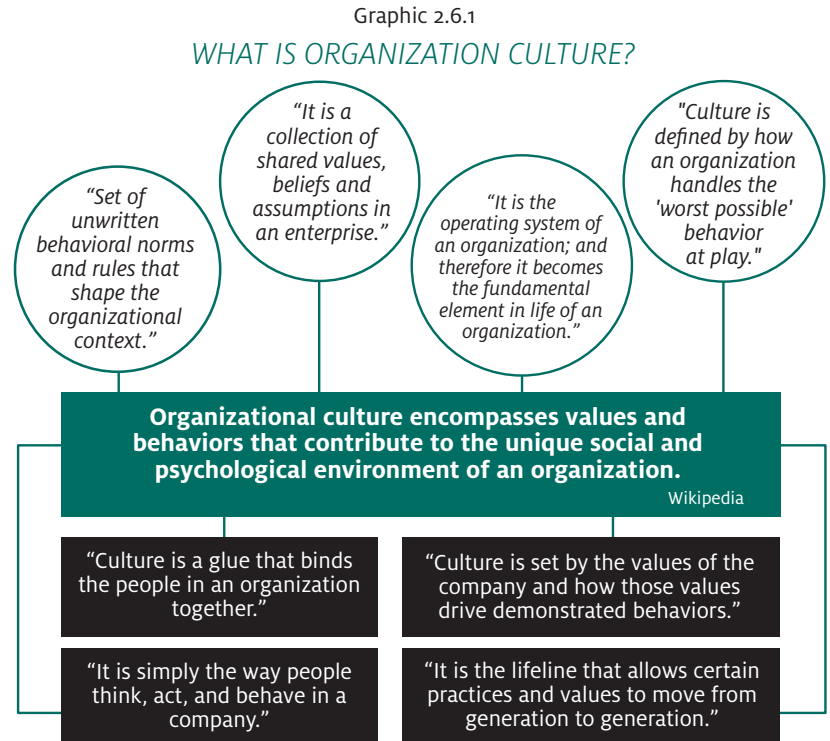 Graphic 2.6.1
WHAT IS ORGANIZATION CULTURE?
“Set of
unwritten
behavioral norms
and rules that
shape the
organizational
context.”
“It is a
collection of
shared values,
beliefs and
assumptions in
an enterprise.”
“It is the
operating system of
an organization; and
therefore it becomes
the fundamental
element in life of an
organization.”
"Culture is
defined by how
an organization
handles the
'worst possible'
behavior
at play."
Organizational culture encompasses values and
behaviors that contribute to the unique social and
psychological environment of an organization.
Wikipedia
“Culture is a glue that binds
the people in an organization
together.”
“Culture is set by the values of the
company and how those values
drive demonstrated behaviors.”
“It is simply the way people
think, act, and behave in a
company.”
“It is the lifeline that allows certain
practices and values to move from
generation to generation.”